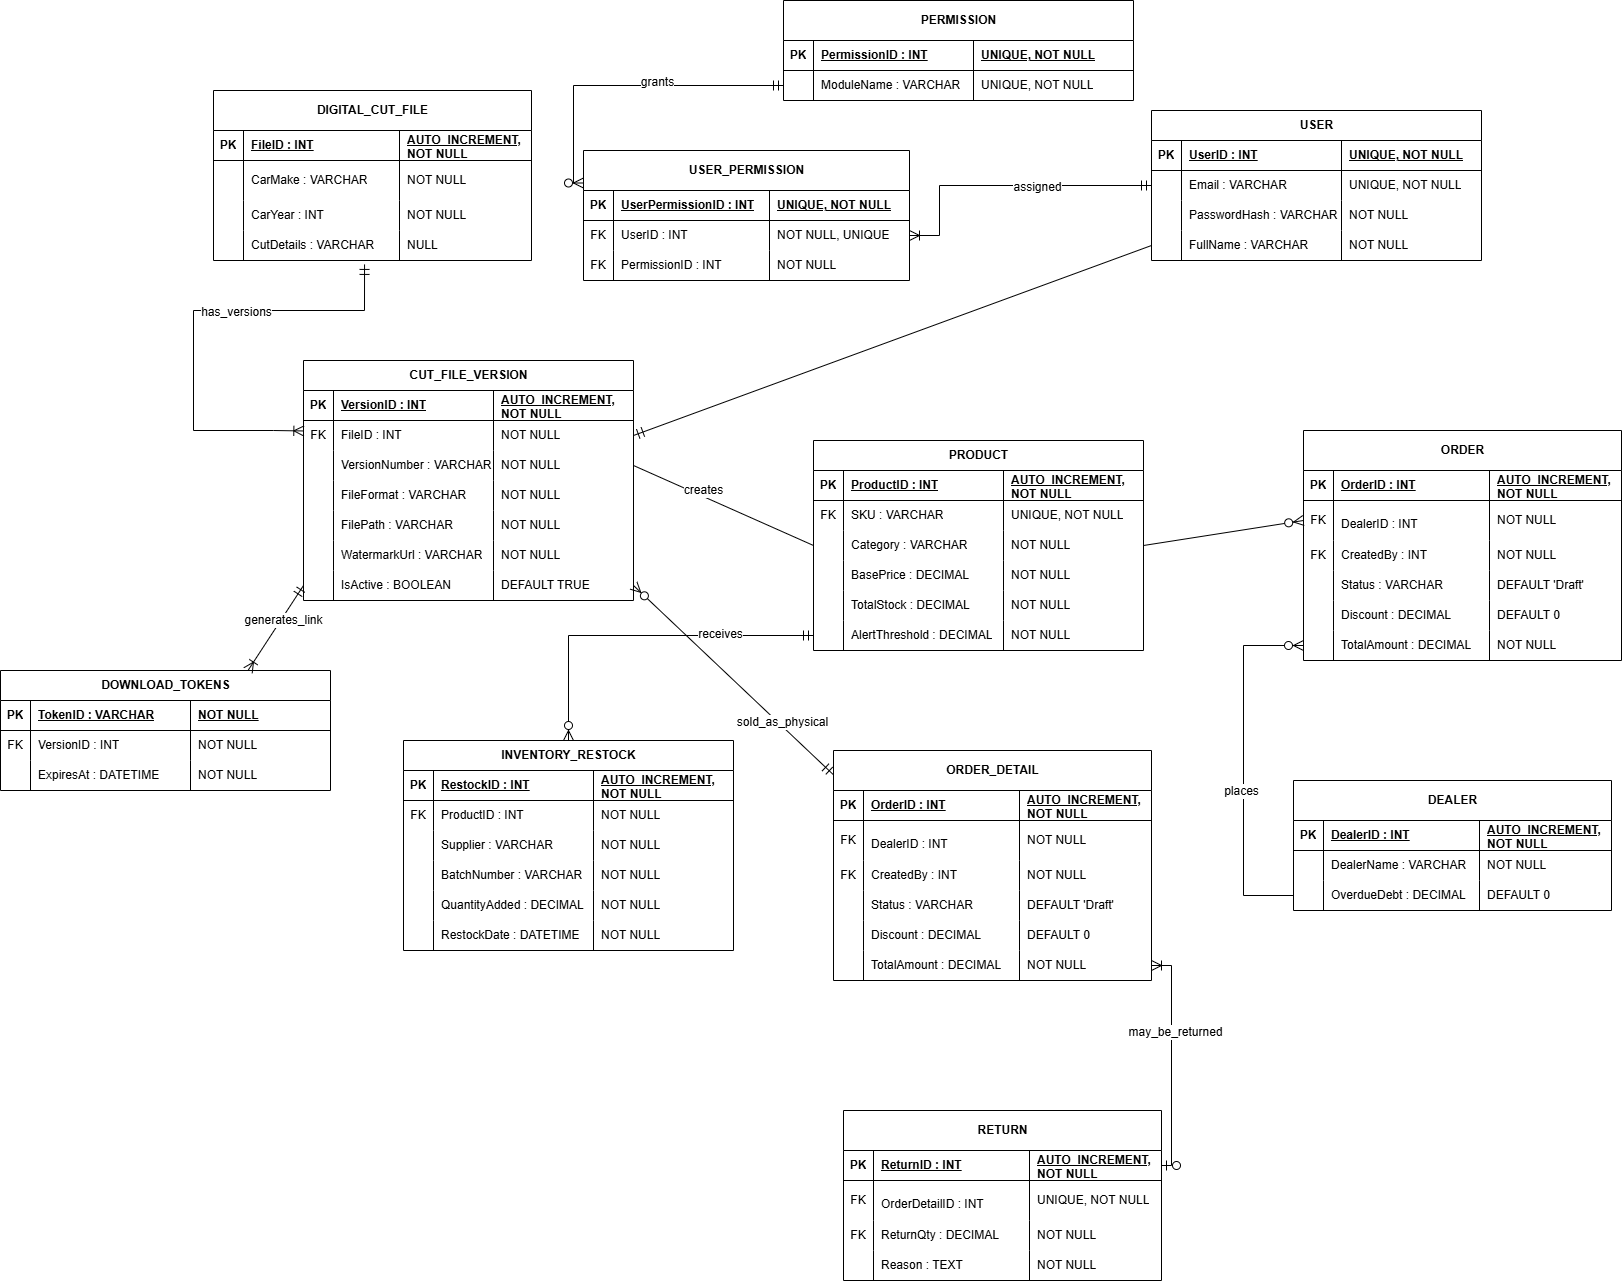 PERMISSION
PK PermissionID : INT UNIQUE, NOT NULL
ModuleName : VARCHAR UNIQUE, NOT NULL
grants
DIGITAL_CUT_FILE
PK FileID : INT AUTO_INCREMENT,
NOT NULL
CarMake : VARCHAR NOT NULL
CarYear : INT NOT NULL
CutDetails : VARCHAR NULL
USER
PK UserID : INT UNIQUE, NOT NULL
Email : VARCHAR UNIQUE, NOT NULL
PasswordHash : VARCHAR NOT NULL
FullName : VARCHAR NOT NULL
USER_PERMISSION
PK UserPermissionID : INT UNIQUE, NOT NULL
FK UserID : INT NOT NULL, UNIQUE
FK PermissionID : INT NOT NULL
assigned
has_versions
CUT_FILE_VERSION
PK VersionID : INT AUTO_INCREMENT,
NOT NULL
FK FileID : INT NOT NULL
VersionNumber : VARCHAR NOT NULL
FileFormat : VARCHAR NOT NULL
FilePath : VARCHAR NOT NULL
WatermarkUrl : VARCHAR NOT NULL
IsActive : BOOLEAN DEFAULT TRUE
creates
PRODUCT
PK ProductID : INT AUTO_INCREMENT,
NOT NULL
FK SKU : VARCHAR UNIQUE, NOT NULL
Category : VARCHAR NOT NULL
BasePrice : DECIMAL NOT NULL
TotalStock : DECIMAL NOT NULL
AlertThreshold : DECIMAL NOT NULL
ORDER
PK OrderID : INT AUTO_INCREMENT,
NOT NULL
FK DealerID : INT NOT NULL
FK CreatedBy : INT NOT NULL
Status : VARCHAR DEFAULT 'Draft'
Discount : DECIMAL DEFAULT 0
TotalAmount : DECIMAL NOT NULL
generates_link
receives
DOWNLOAD_TOKENS
PK TokenID : VARCHAR NOT NULL
FK VersionID : INT NOT NULL
ExpiresAt : DATETIME NOT NULL
sold_as_physical
INVENTORY_RESTOCK
PK RestockID : INT AUTO_INCREMENT,
NOT NULL
FK ProductID : INT NOT NULL
Supplier : VARCHAR NOT NULL
BatchNumber : VARCHAR NOT NULL
QuantityAdded : DECIMAL NOT NULL
RestockDate : DATETIME NOT NULL
ORDER_DETAIL
PK OrderID : INT AUTO_INCREMENT,
NOT NULL
FK DealerID : INT NOT NULL
FK CreatedBy : INT NOT NULL
Status : VARCHAR DEFAULT 'Draft'
Discount : DECIMAL DEFAULT 0
TotalAmount : DECIMAL NOT NULL
places
DEALER
PK DealerID : INT AUTO_INCREMENT,
NOT NULL
DealerName : VARCHAR NOT NULL
OverdueDebt : DECIMAL DEFAULT 0
may_be_returned
RETURN
PK ReturnID : INT AUTO_INCREMENT,
NOT NULL
FK OrderDetailID : INT UNIQUE, NOT NULL
FK ReturnQty : DECIMAL NOT NULL
Reason : TEXT NOT NULL